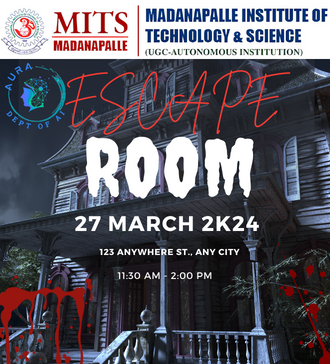 MITS
MADANAPALLE
MADANAPALLE INSTITUTE OF
TECHNOLOGY & SCIENCE
(UGC-AUTONOMOUS INSTITUTION)
AURA
DEPT OF AI
ESCAPE
ROOM
27 MARCH 2K24
123 ANYWHERE ST., ANY CITY
11:30 AM - 2:00 PM